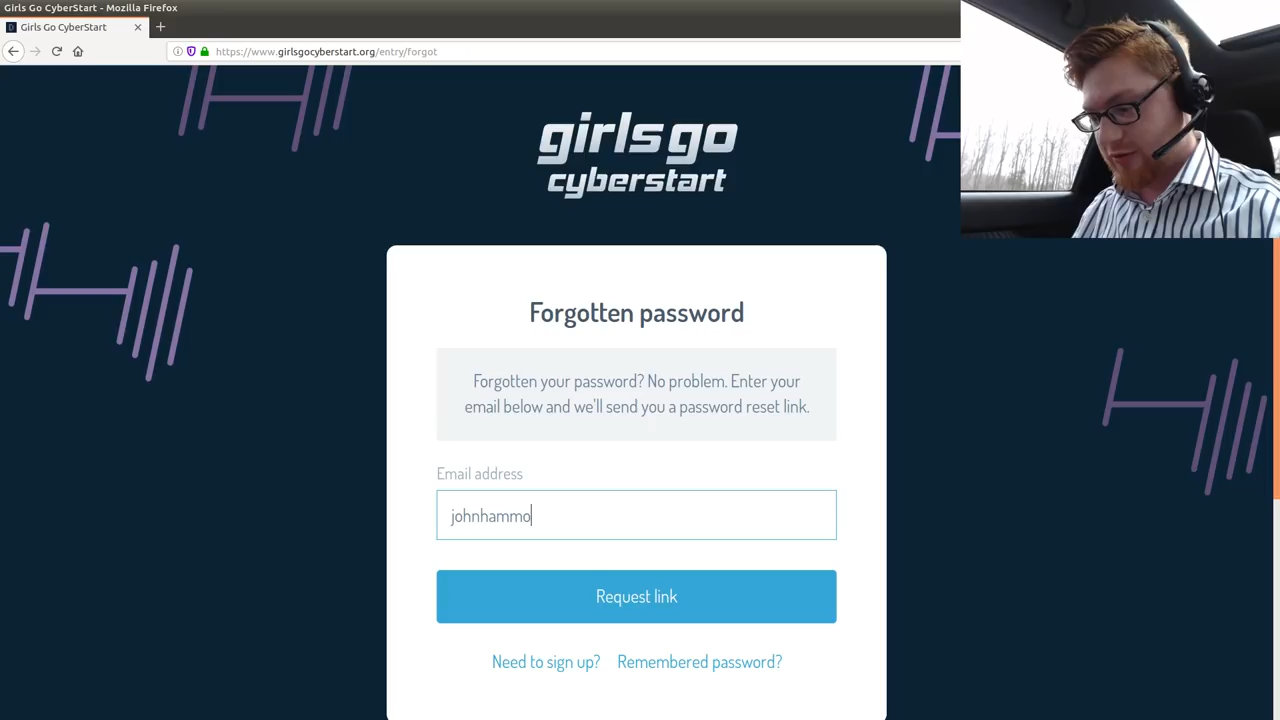 Girls Go CyberStart - Mozilla Firefox
Girls Go CyberStart
https://www.girlsgocyberstart.org/entry/forgot
girls go
cyberstart
Forgotten password
Forgotten your password? No problem. Enter your
email below and we'll send you a password reset link.
Email address
johnhammo
Request link
Need to sign up? Remembered password?